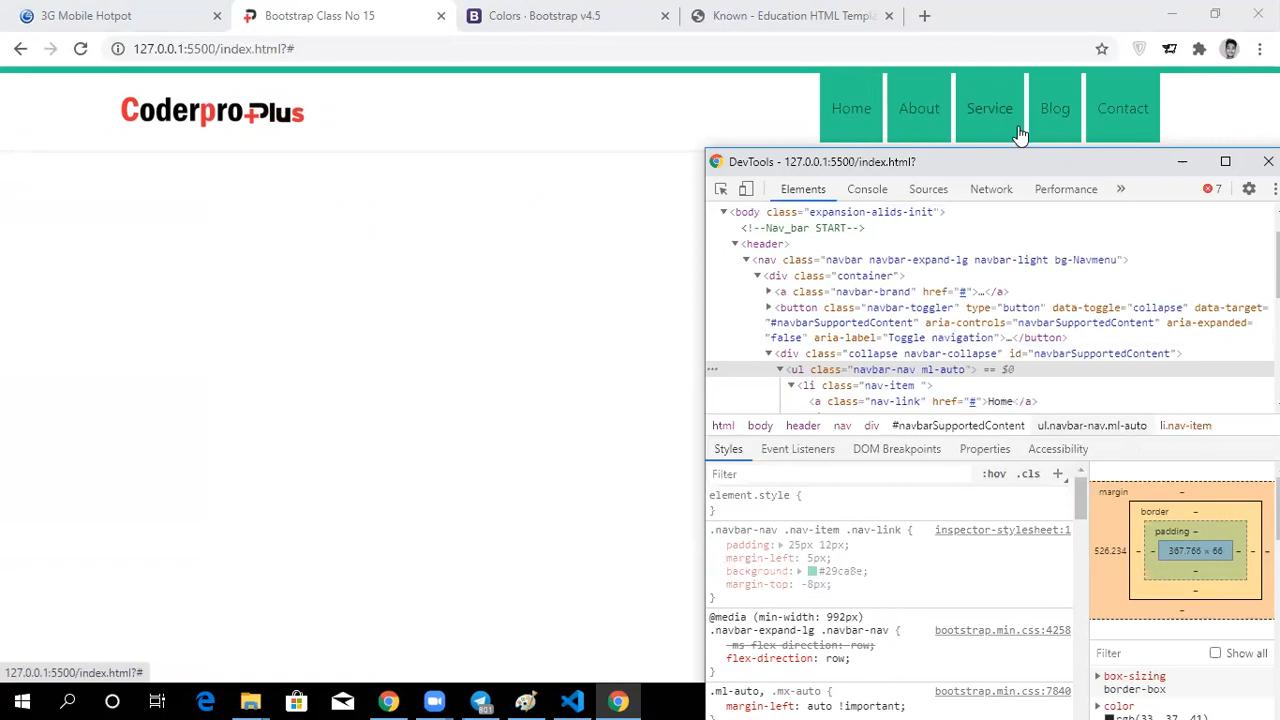 3G Mobile Hotpot
Bootstrap Class No 15
Colors · Bootstrap v4.5
Known - Education HTML Templ
127.0.0.1:5500/index.html?#
Coderpro+Plus
Home
About
Service
Blog
Contact
DevTools - 127.0.0.1:5500/index.html?
Elements Console Sources Network Performance » 7
<body class="expansion-alids-init">
<!--Nav_bar START-->
<header>
<nav class="navbar navbar-expand-lg navbar-light bg-Navmenu">
<div class="container">
<a class="navbar-brand" href="#">…</a>
<button class="navbar-toggler" type="button" data-toggle="collapse" data-target=
"#navbarSupportedContent" aria-controls="navbarSupportedContent" aria-expanded=
"false" aria-label="Toggle navigation">…</button>
<div class="collapse navbar-collapse" id="navbarSupportedContent">
… <ul class="navbar-nav ml-auto"> == $0
<li class="nav-item ">
<a class="nav-link" href="#">Home</a>
html body header nav div #navbarSupportedContent ul.navbar-nav.ml-auto li.nav-item
Styles Event Listeners DOM Breakpoints Properties Accessibility
Filter :hov .cls +
element.style {
}
.navbar-nav .nav-item .nav-link { inspector-stylesheet:1
padding: 25px 12px;
margin-left: 5px;
background: #29ca8e;
margin-top: -8px;
}
@media (min-width: 992px)
.navbar-expand-lg .navbar-nav { bootstrap.min.css:4258
-ms-flex-direction: row;
flex-direction: row;
}
.ml-auto, .mx-auto { bootstrap.min.css:7840
margin-left: auto !important;
margin -
border -
padding -
526.234 - - 367.766 × 66 - - -
-
-
-
Filter Show all
box-sizing
border-box
color
rgb(33, 37, 41)
127.0.0.1:5500/index.html?#